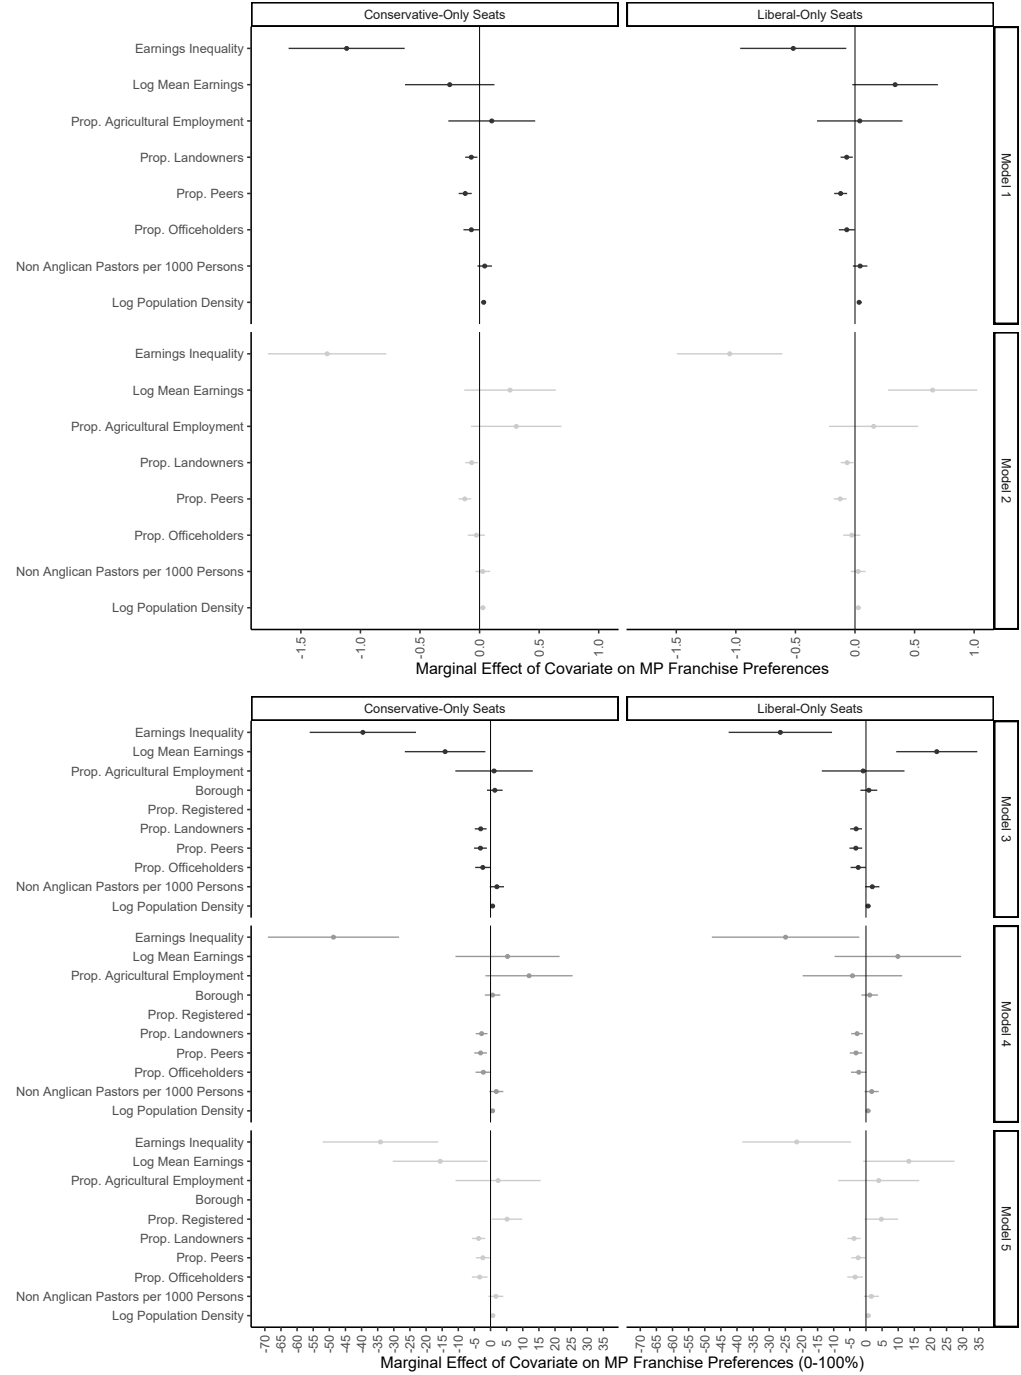 Conservative-Only Seats
Liberal-Only Seats
Earnings Inequality
Log Mean Earnings
Prop. Agricultural Employment
Prop. Landowners
Prop. Peers
Prop. Officeholders
Non Anglican Pastors per 1000 Persons
Log Population Density
Model 1
Earnings Inequality
Log Mean Earnings
Prop. Agricultural Employment
Prop. Landowners
Prop. Peers
Prop. Officeholders
Non Anglican Pastors per 1000 Persons
Log Population Density
Model 2
-1.5 -1.0 -0.5 0.0 0.5 1.0
-1.5 -1.0 -0.5 0.0 0.5 1.0
Marginal Effect of Covariate on MP Franchise Preferences
Conservative-Only Seats
Liberal-Only Seats
Earnings Inequality
Log Mean Earnings
Prop. Agricultural Employment
Borough
Prop. Registered
Prop. Landowners
Prop. Peers
Prop. Officeholders
Non Anglican Pastors per 1000 Persons
Log Population Density
Model 3
Earnings Inequality
Log Mean Earnings
Prop. Agricultural Employment
Borough
Prop. Registered
Prop. Landowners
Prop. Peers
Prop. Officeholders
Non Anglican Pastors per 1000 Persons
Log Population Density
Model 4
Earnings Inequality
Log Mean Earnings
Prop. Agricultural Employment
Borough
Prop. Registered
Prop. Landowners
Prop. Peers
Prop. Officeholders
Non Anglican Pastors per 1000 Persons
Log Population Density
Model 5
-70 -65 -60 -55 -50 -45 -40 -35 -30 -25 -20 -15 -10 -5 0 5 10 15 20 25 30 35
-70 -65 -60 -55 -50 -45 -40 -35 -30 -25 -20 -15 -10 -5 0 5 10 15 20 25 30 35
Marginal Effect of Covariate on MP Franchise Preferences (0-100%)